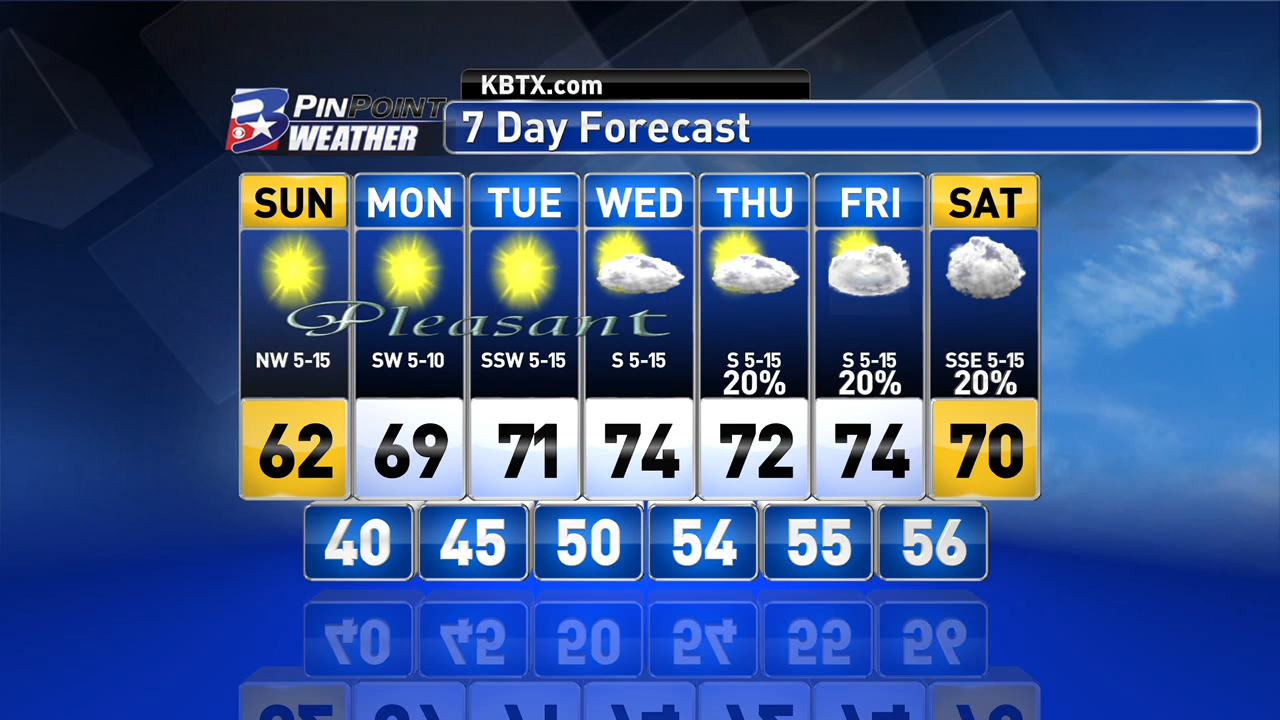 KBTX.com
3 PINPOINT
WEATHER
7 Day Forecast
SUN MON TUE WED THU FRI SAT
Pleasant
NW 5-15 SW 5-10 SSW 5-15 S 5-15 S 5-15 S 5-15 SSE 5-15
20% 20% 20%
62 69 71 74 72 74 70
40 45 50 54 55 56